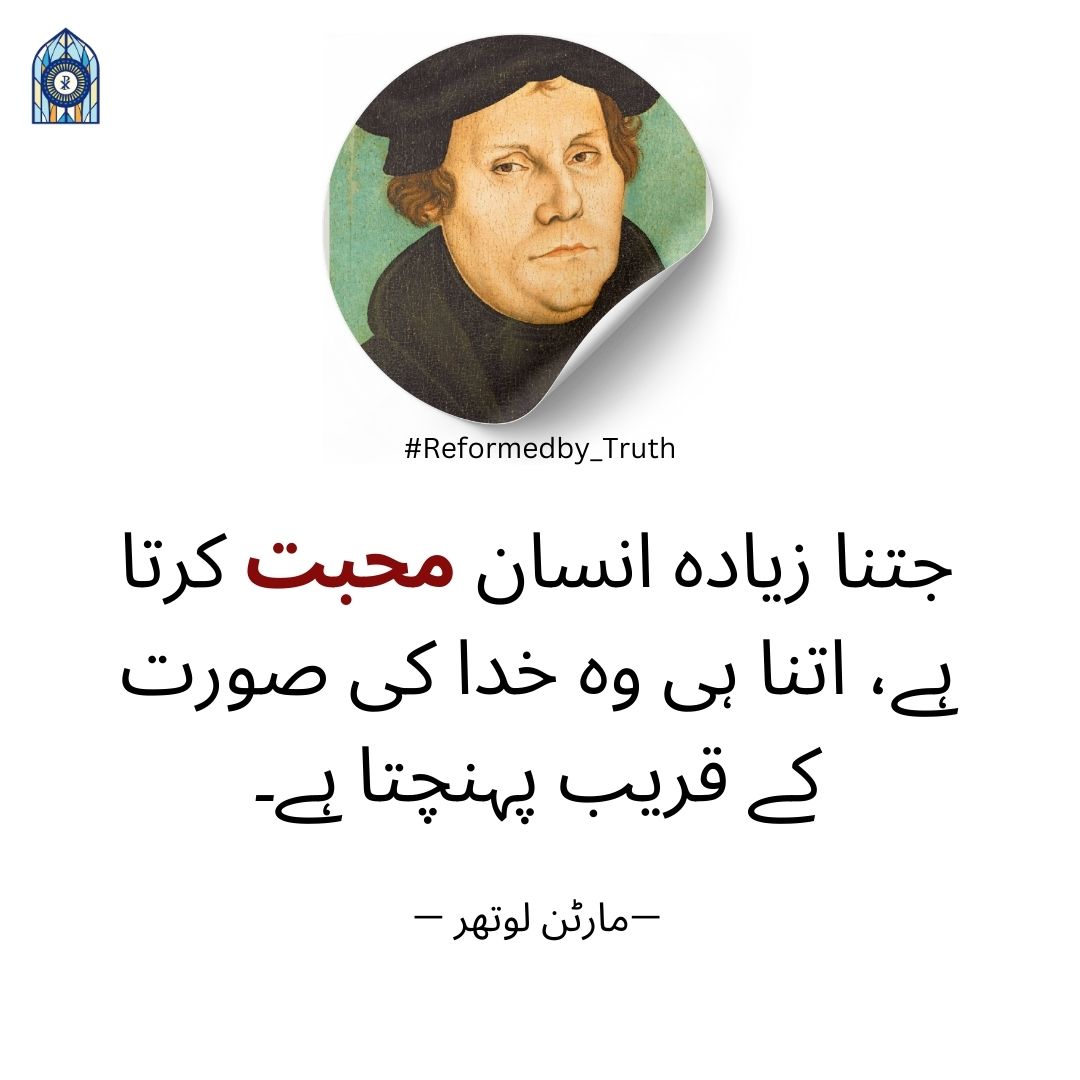 #Reformedby_Truth
جتنا زیادہ انسان محبت کرتا
ہے، اتنا ہی وہ خدا کی صورت
کے قریب پہنچتا ہے۔
—مارٹن لوتھر —